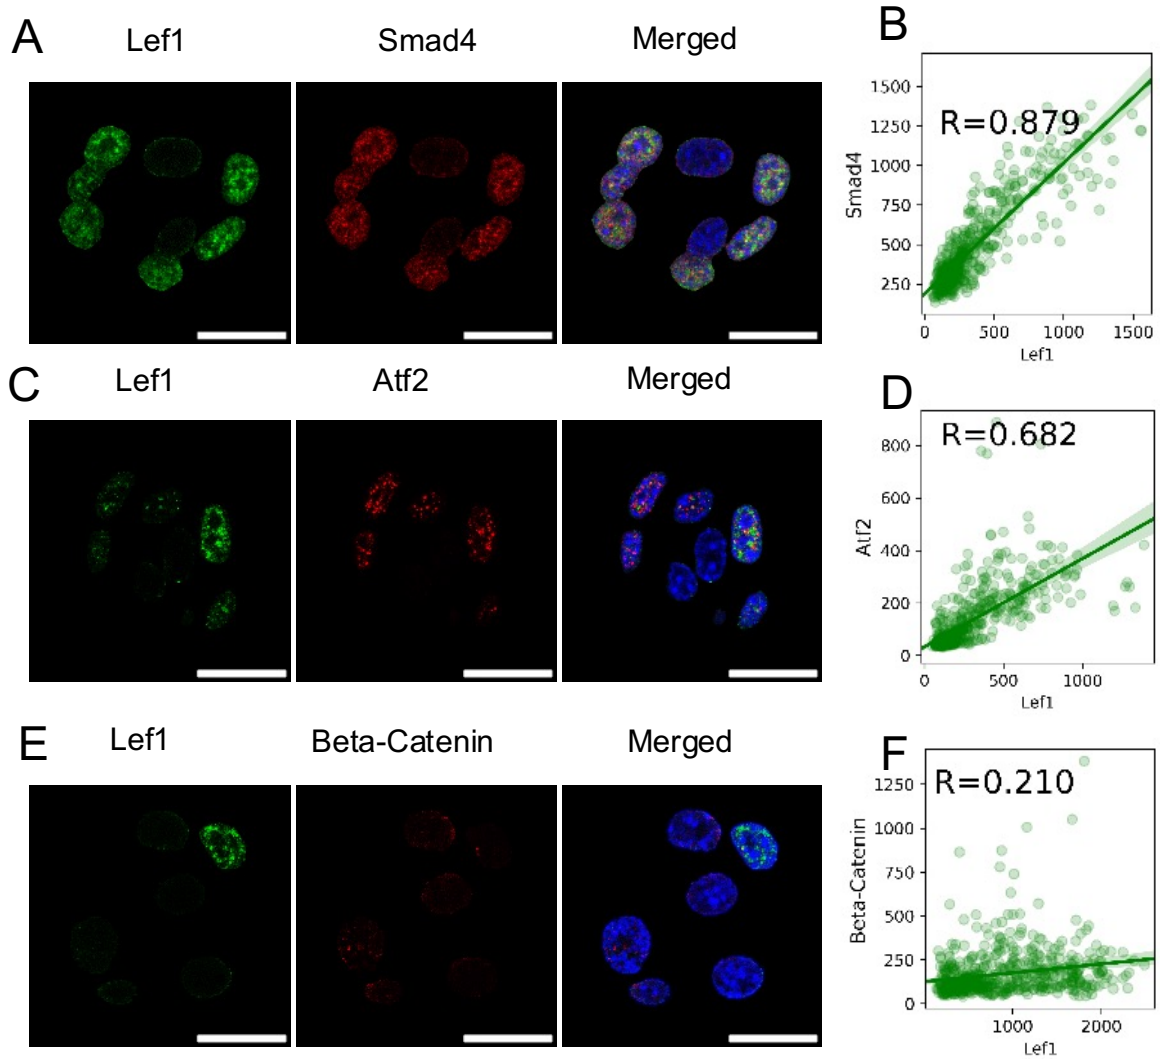 A
Lef1 Smad4 Merged
B
R=0.879
1500
1250
1000
750
500
250
Smad4
0 500 1000 1500
Lef1
C
Lef1 Atf2 Merged
D
R=0.682
800
600
400
200
0
Atf2
0 500 1000
Lef1
E
Lef1 Beta-Catenin Merged
F
R=0.210
1250
1000
750
500
250
0
Beta-Catenin
1000 2000
Lef1